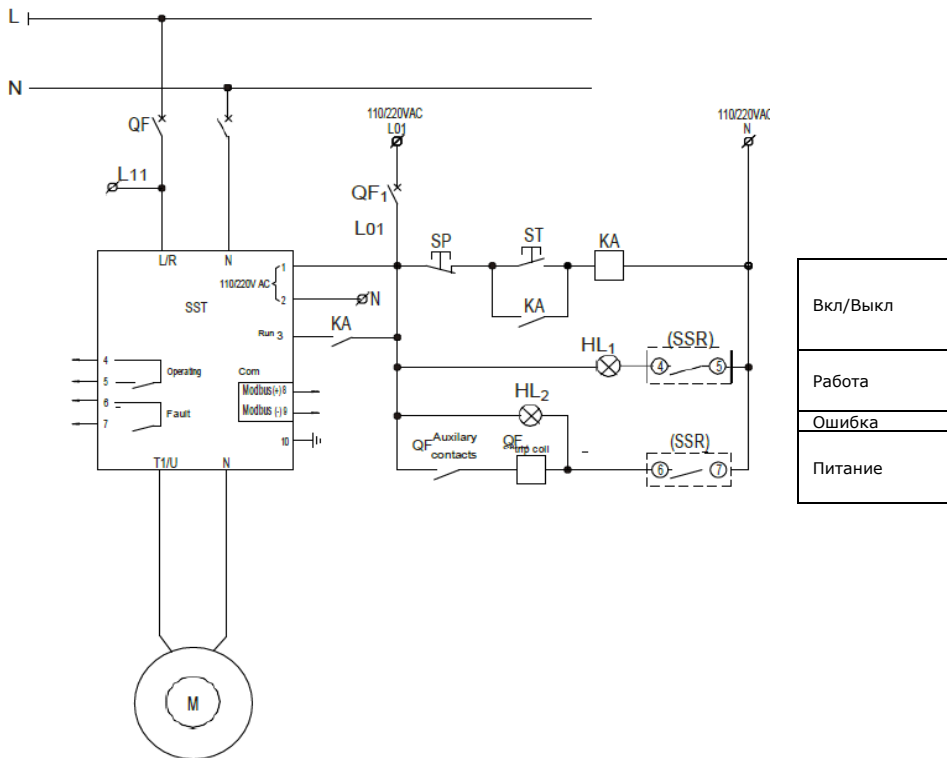 L
N
QF
L11
110/220VAC
L01
110/220VAC
N
QF1
L01
SP
ST
KA
KA
L/R
N
1
110/220V AC
2
N
SST
Run 3
KA
4
Operating
5
6
Fault
7
Com
Modbus(+) 8
Modbus (-) 9
10
T1/U
N
M
HL1
(SSR)
4
5
HL2
QF Auxilary
contacts
QF trip coil
(SSR)
6
7
Вкл/Выкл
Работа
Ошибка
Питание